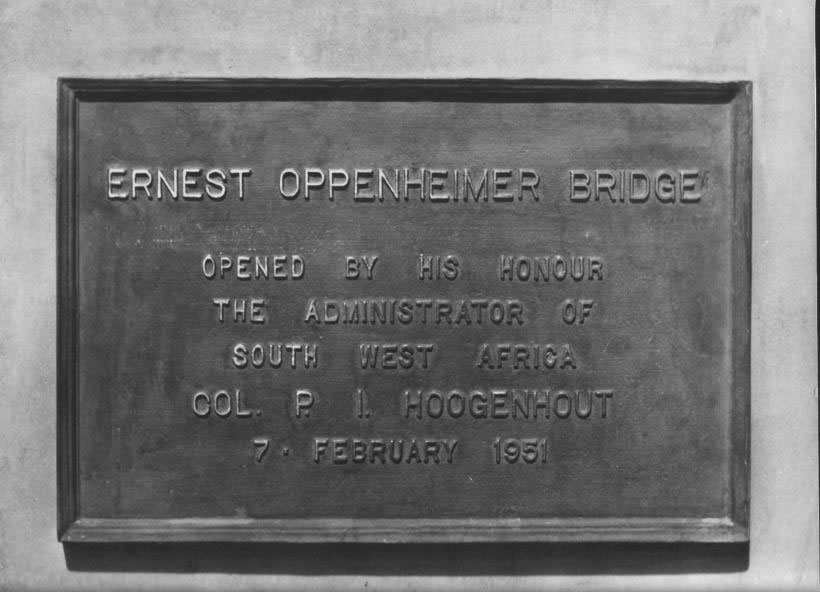 ERNEST OPPENHEIMER BRIDGE
OPENED BY HIS HONOUR
THE ADMINISTRATOR OF
SOUTH WEST AFRICA
COL. P. I. HOOGENHOUT
7. FEBRUARY 1951